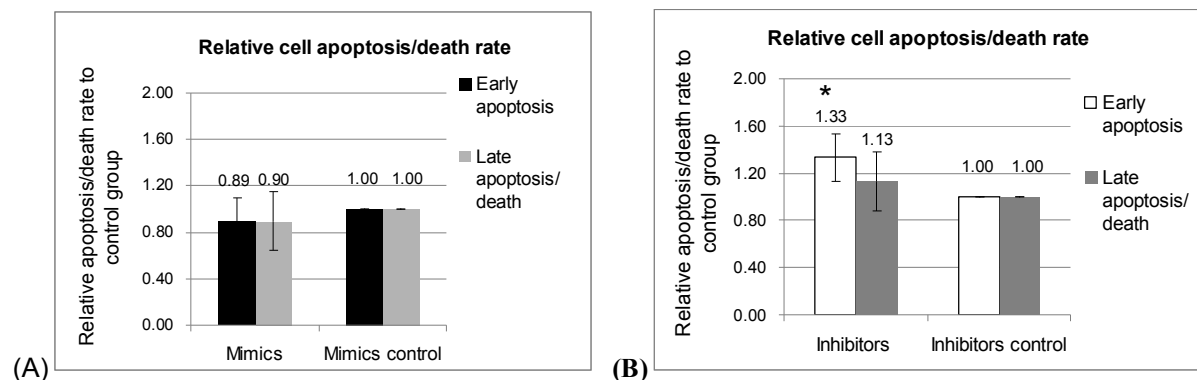 Relative cell apoptosis/death rate
Relative apoptosis/death rate to
control group
2.00
1.60
1.20
0.80
0.40
0.00
0.89
0.90
1.00
1.00
Early
apoptosis
Late
apoptosis/
death
Mimics
Mimics control
(A)
Relative cell apoptosis/death rate
Relative apoptosis/death rate to
control group
2.00
1.60
1.20
0.80
0.40
0.00
*
1.33
1.13
1.00
1.00
Early
apoptosis
Late
apoptosis/
death
Inhibitors
Inhibitors control
(B)